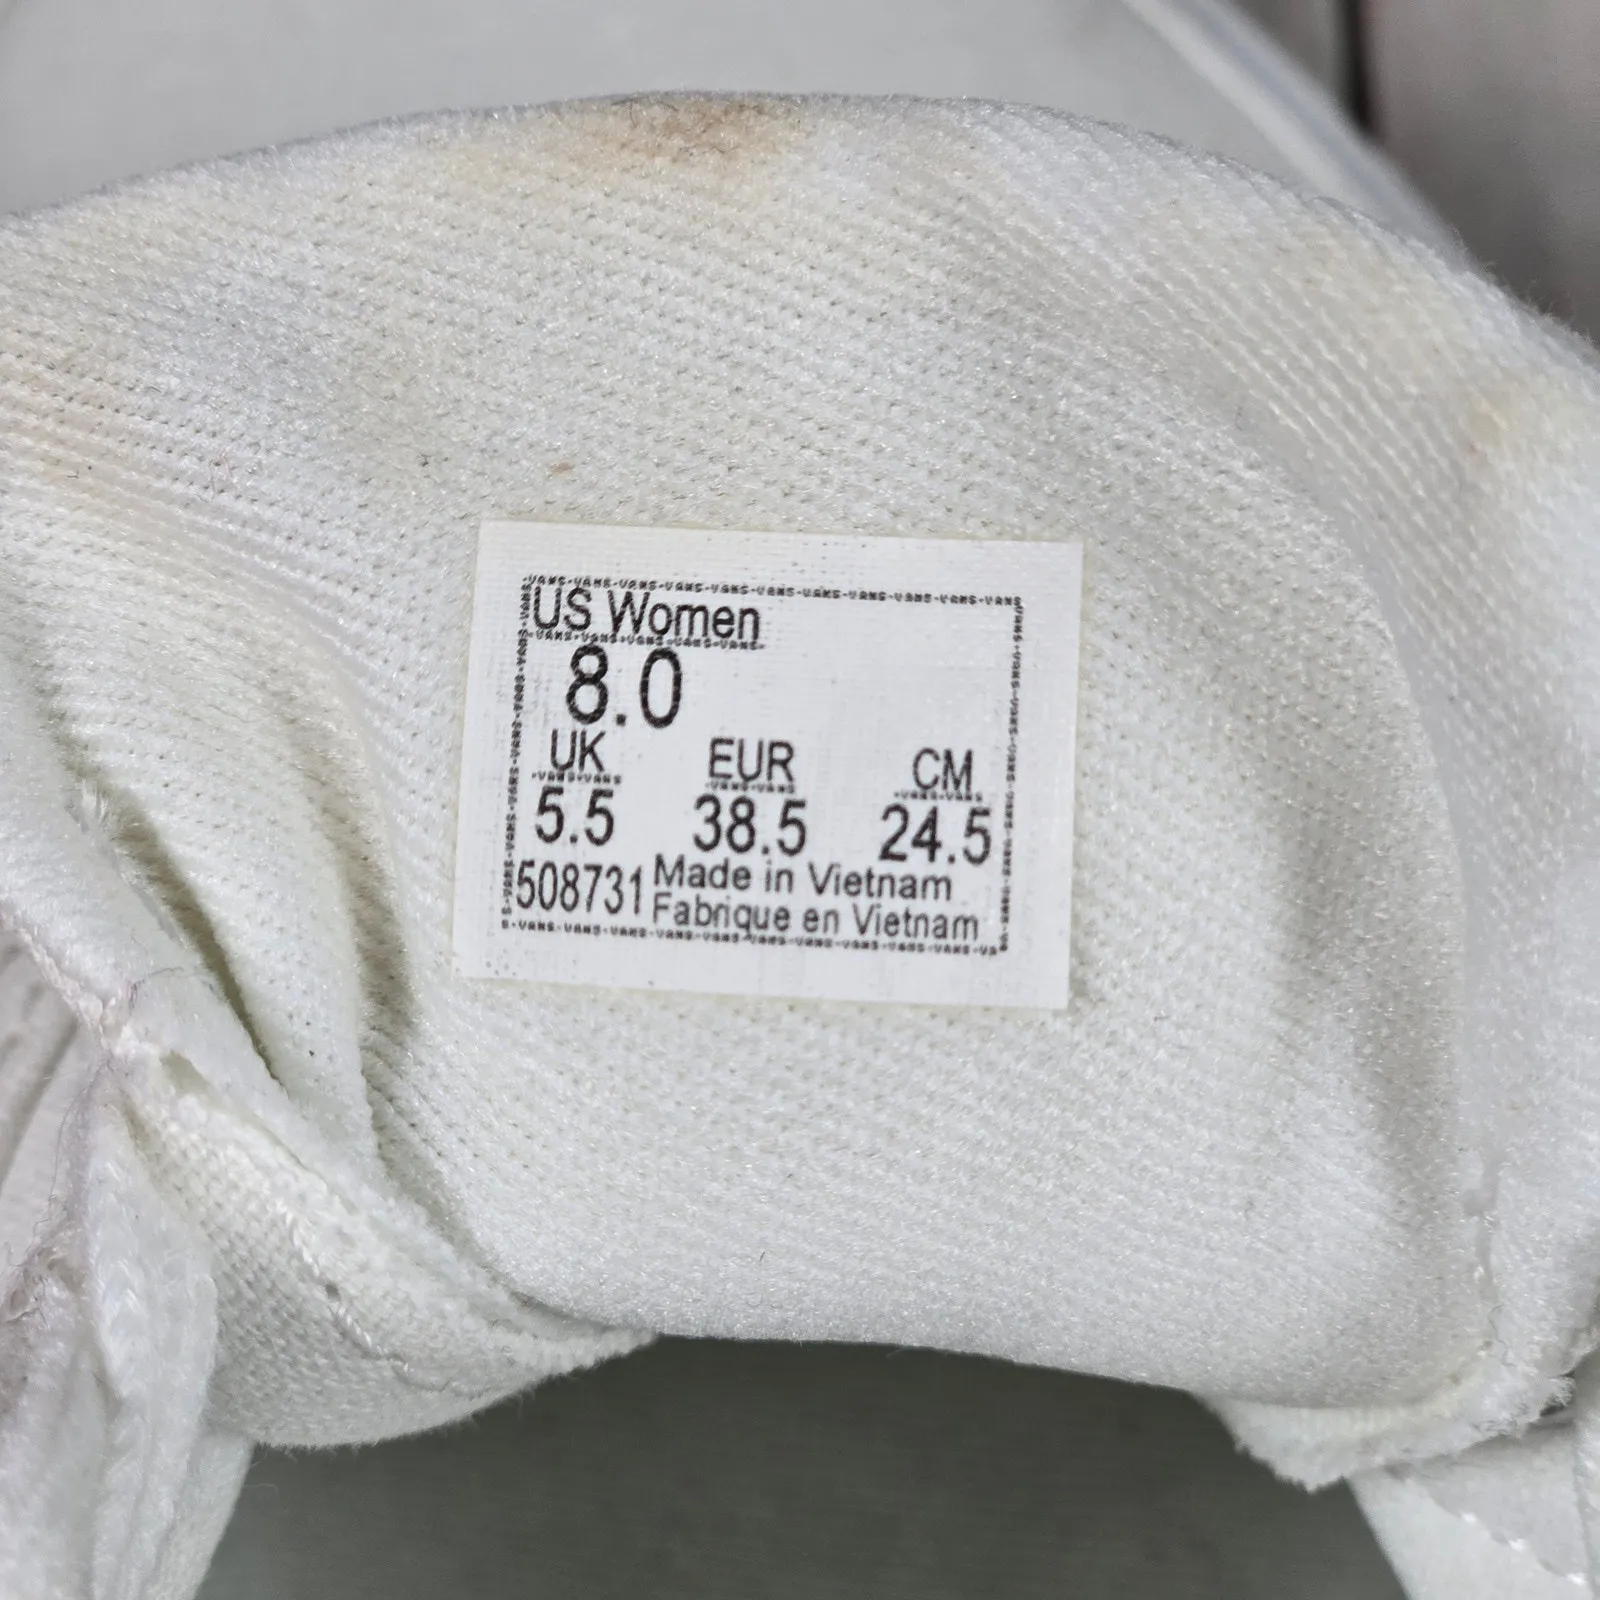 US Women
8.0
UK EUR CM
5.5 38.5 24.5
508731 Made in Vietnam
Fabrique en Vietnam